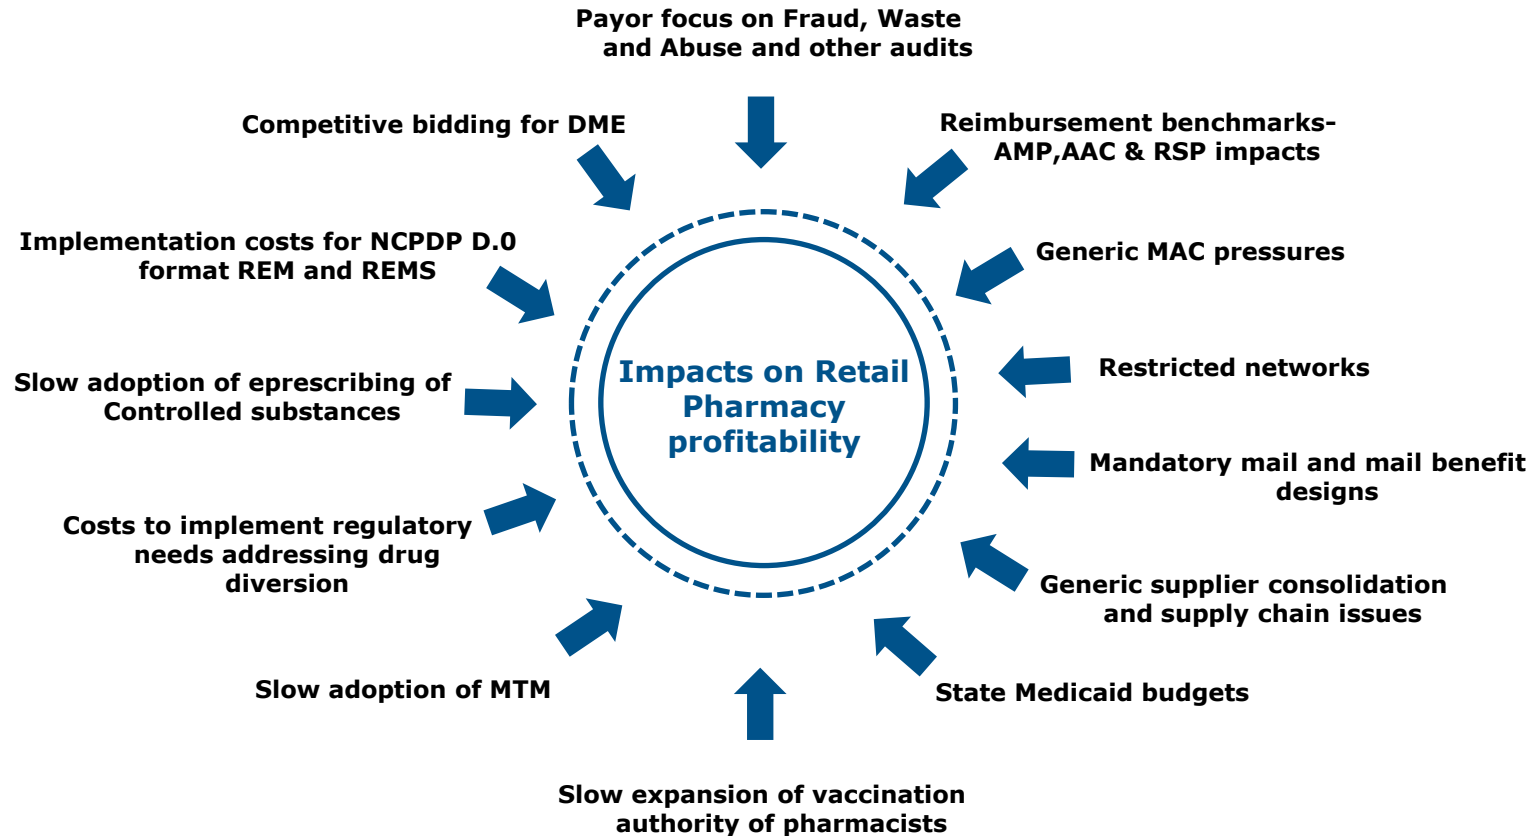 Payor focus on Fraud, Waste
and Abuse and other audits
Competitive bidding for DME
Reimbursement benchmarks-
AMP,AAC & RSP impacts
Implementation costs for NCPDP D.0
format REM and REMS
Generic MAC pressures
Impacts on Retail
Pharmacy
profitability
Restricted networks
Slow adoption of eprescribing of
Controlled substances
Mandatory mail and mail benefit
designs
Costs to implement regulatory
needs addressing drug
diversion
Generic supplier consolidation
and supply chain issues
Slow adoption of MTM
State Medicaid budgets
Slow expansion of vaccination
authority of pharmacists